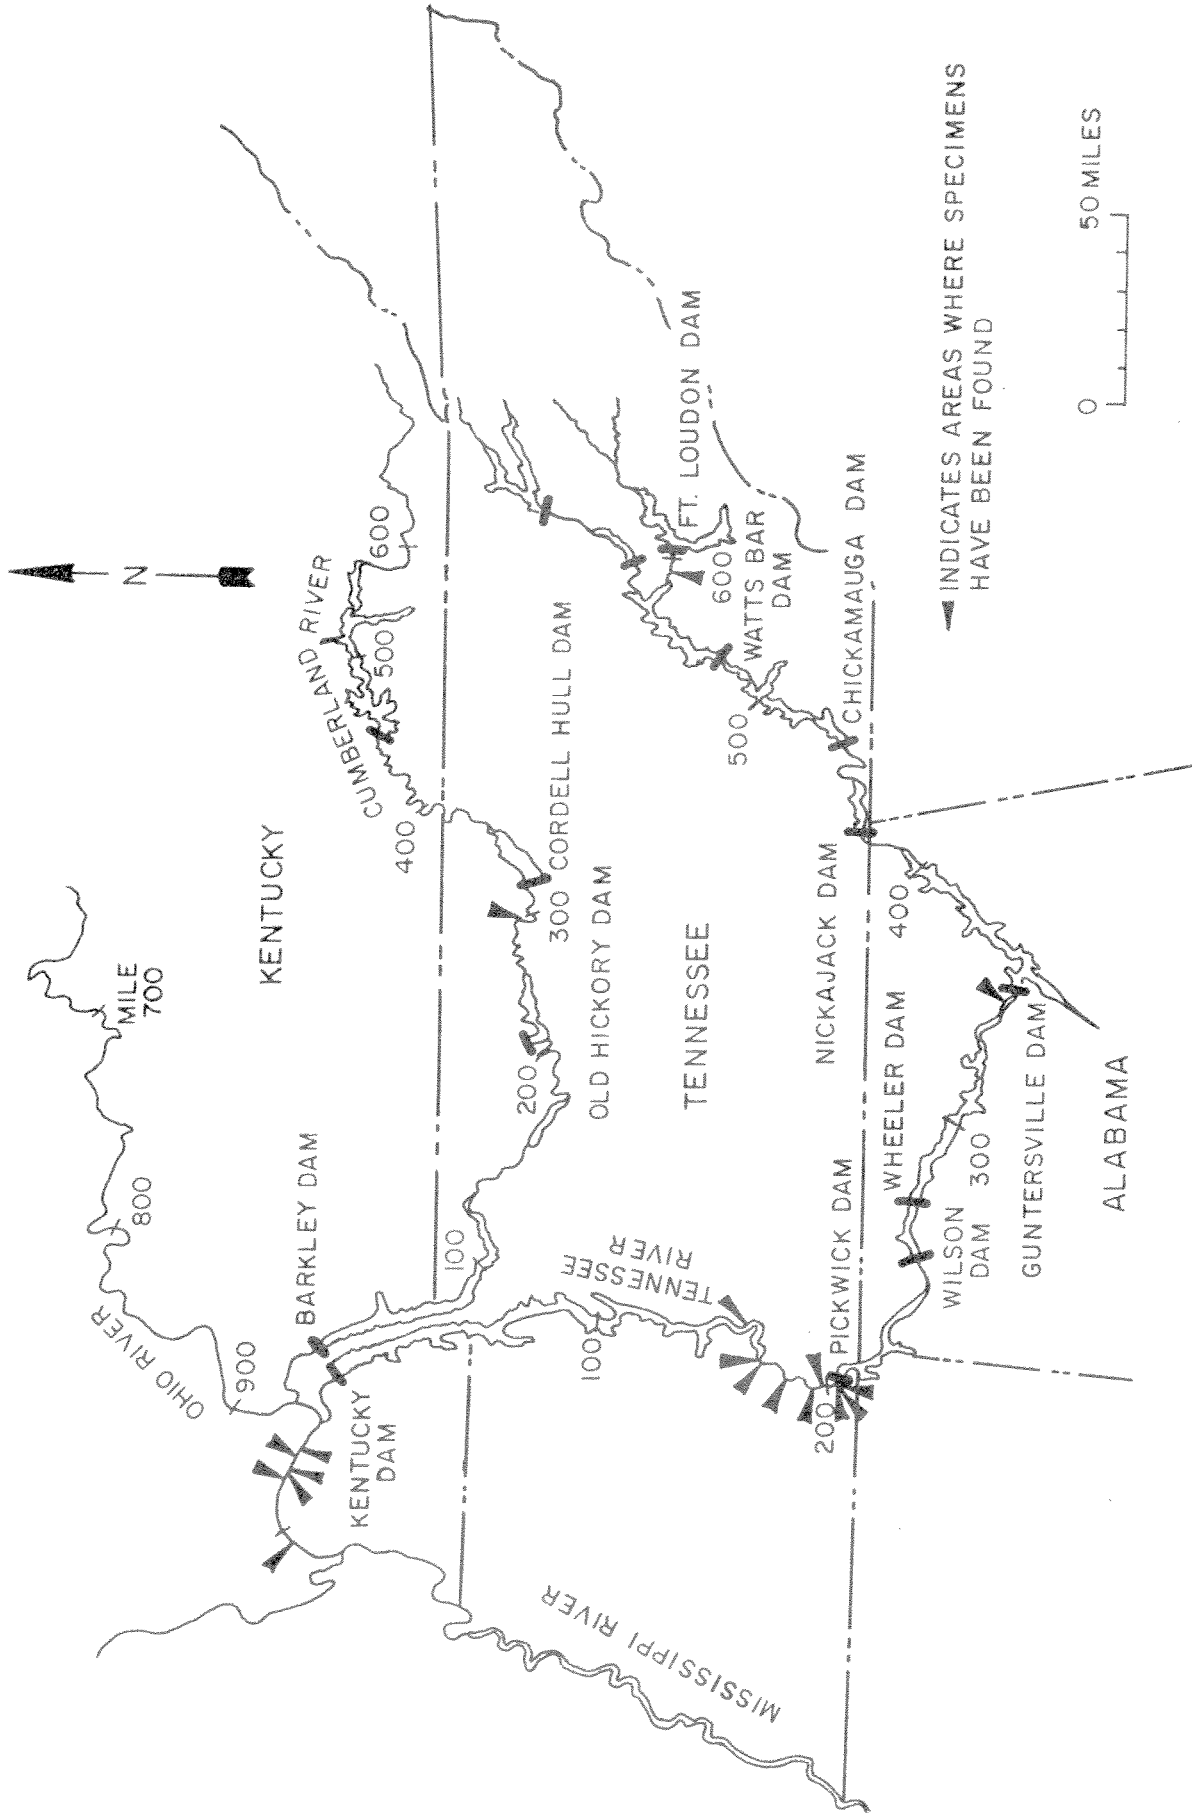 N
OHIO RIVER
MILE
700
800
900
KENTUCKY
CUMBERLAND RIVER
600
500
400
BARKLEY DAM
KENTUCKY
DAM
100
200
OLD HICKORY DAM
300
CORDELL HULL DAM
TENNESSEE
TENNESSEE
RIVER
100
200
PICKWICK DAM
MISSISSIPPI RIVER
FT. LOUDON DAM
600
WATTS BAR
DAM
500
CHICKAMAUGA DAM
NICKAJACK DAM
400
WHEELER DAM
WILSON
DAM
300
GUNTERSVILLE DAM
ALABAMA
INDICATES AREAS WHERE SPECIMENS
HAVE BEEN FOUND
0
50 MILES